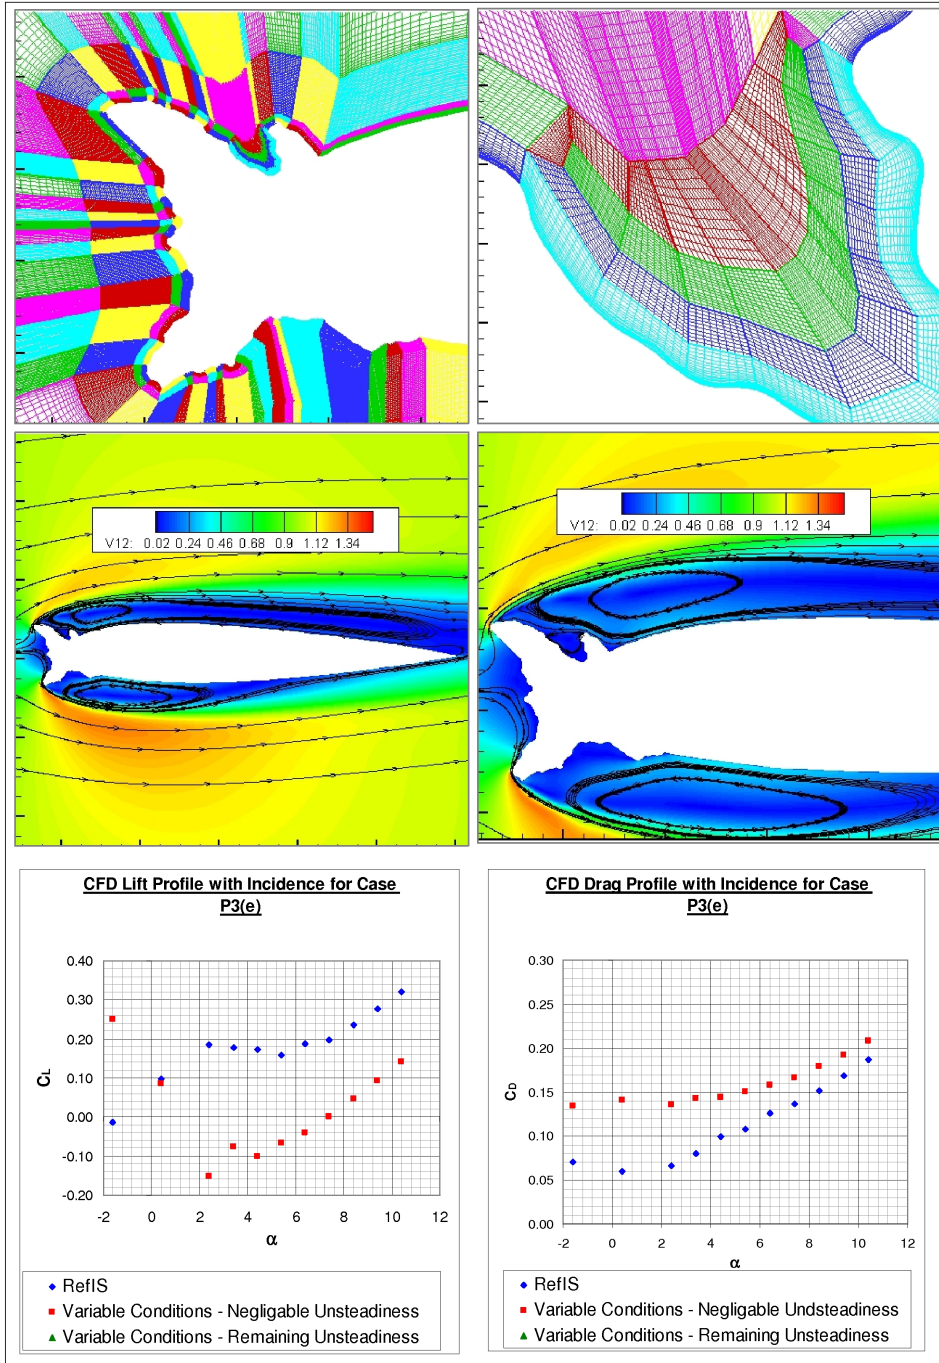 V12: 0.02 0.24 0.46 0.68 0.9 1.12 1.34
V12: 0.02 0.24 0.46 0.68 0.9 1.12 1.34
CFD Lift Profile with Incidence for Case
P3(e)
0.40
0.30
0.20
0.10
0.00
-0.10
-0.20
CL
-2 0 2 4 6 8 10 12
α
RefIS
Variable Conditions - Negligable Unsteadiness
Variable Conditions - Remaining Unsteadiness
CFD Drag Profile with Incidence for Case
P3(e)
0.30
0.25
0.20
0.15
0.10
0.05
0.00
CD
-2 0 2 4 6 8 10 12
α
RefIS
Variable Conditions - Negligable Undsteadiness
Variable Conditions - Remaining Unsteadiness